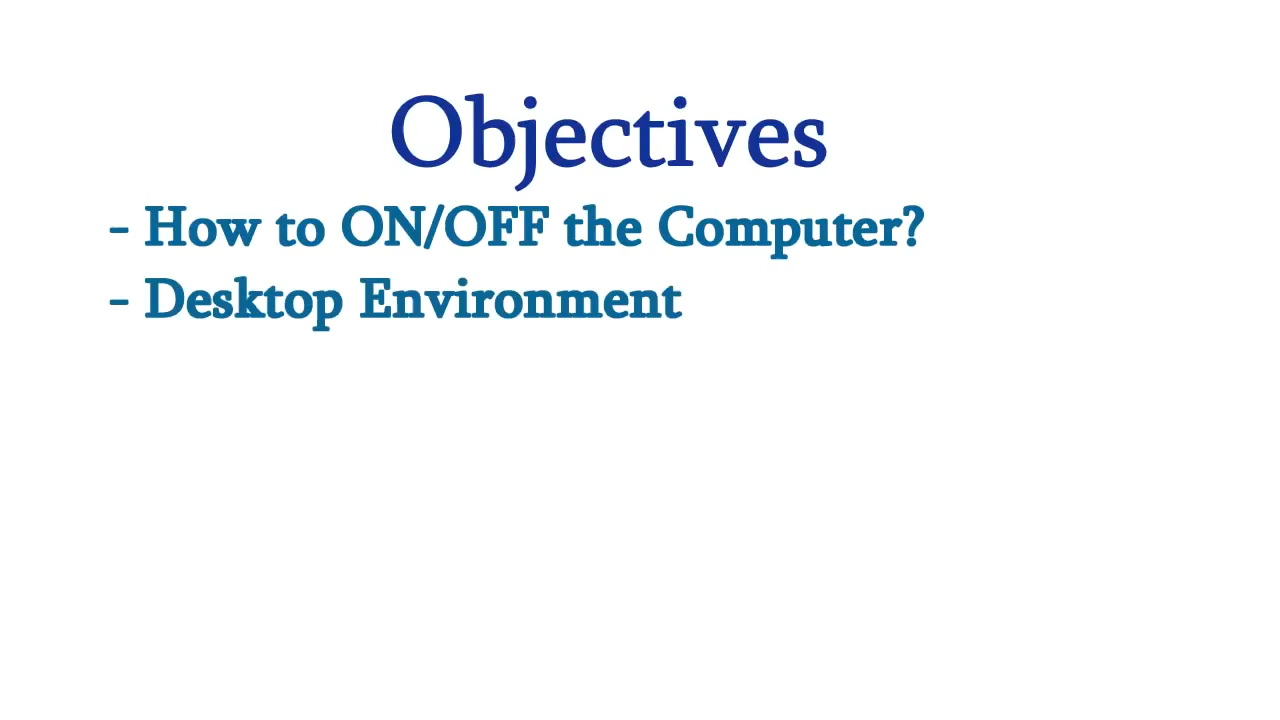 Objectives
- How to ON/OFF the Computer?
- Desktop Environment